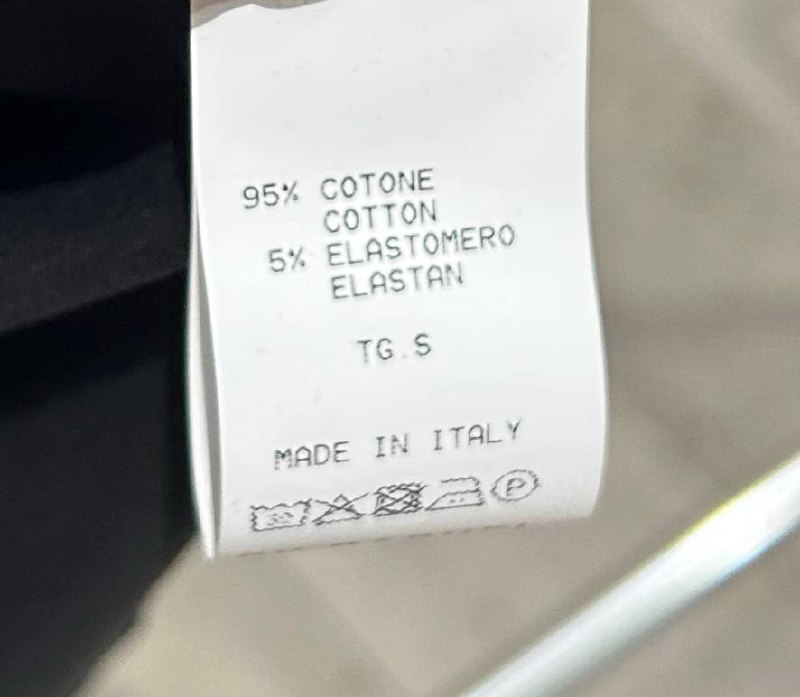 95% COTONE
COTTON
5% ELASTOMERO
ELASTAN
TG.S
MADE IN ITALY
P